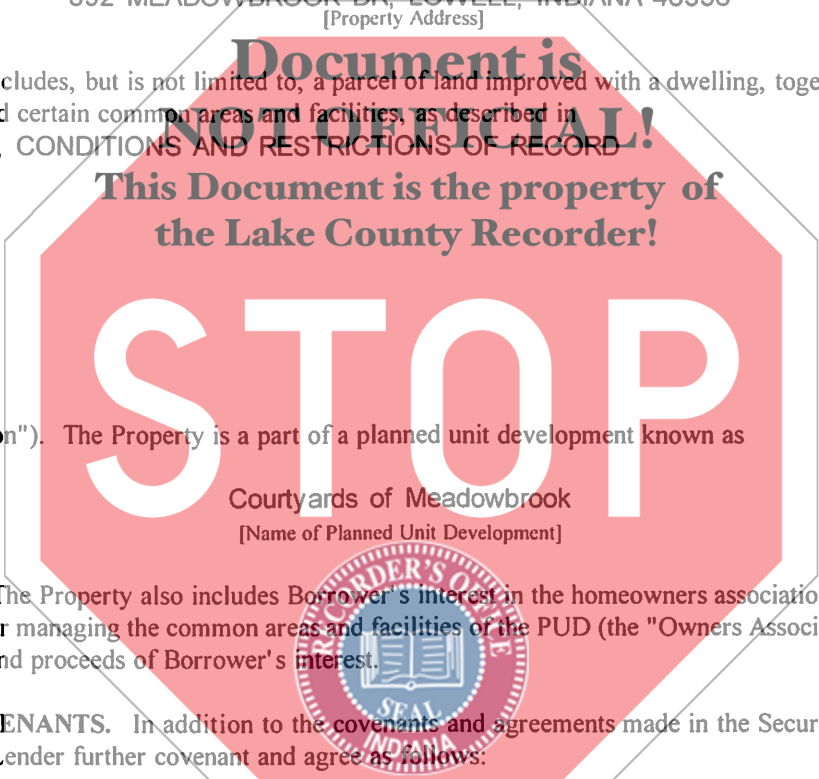 892 MEADOWBROOK DR, LOWELL, INDIANA 46356
[Property Address]
Document is
cludes, but is not limited to, a parcel of land improved with a dwelling, toge
d certain common areas and facilities, as described in
NOT OFFICIAL!
, CONDITIONS AND RESTRICTIONS OF RECORD
This Document is the property of
the Lake County Recorder!
STOP
on"). The Property is a part of a planned unit development known as
Courtyards of Meadowbrook
[Name of Planned Unit Development]
The Property also includes Borrower's interest in the homeowners associatio
r managing the common areas and facilities of the PUD (the "Owners Associ
nd proceeds of Borrower's interest.
RECORDER'S OFFICE
SEAL
INDIANA
ENANTS. In addition to the covenants and agreements made in the Secur
Lender further covenant and agree as follows: